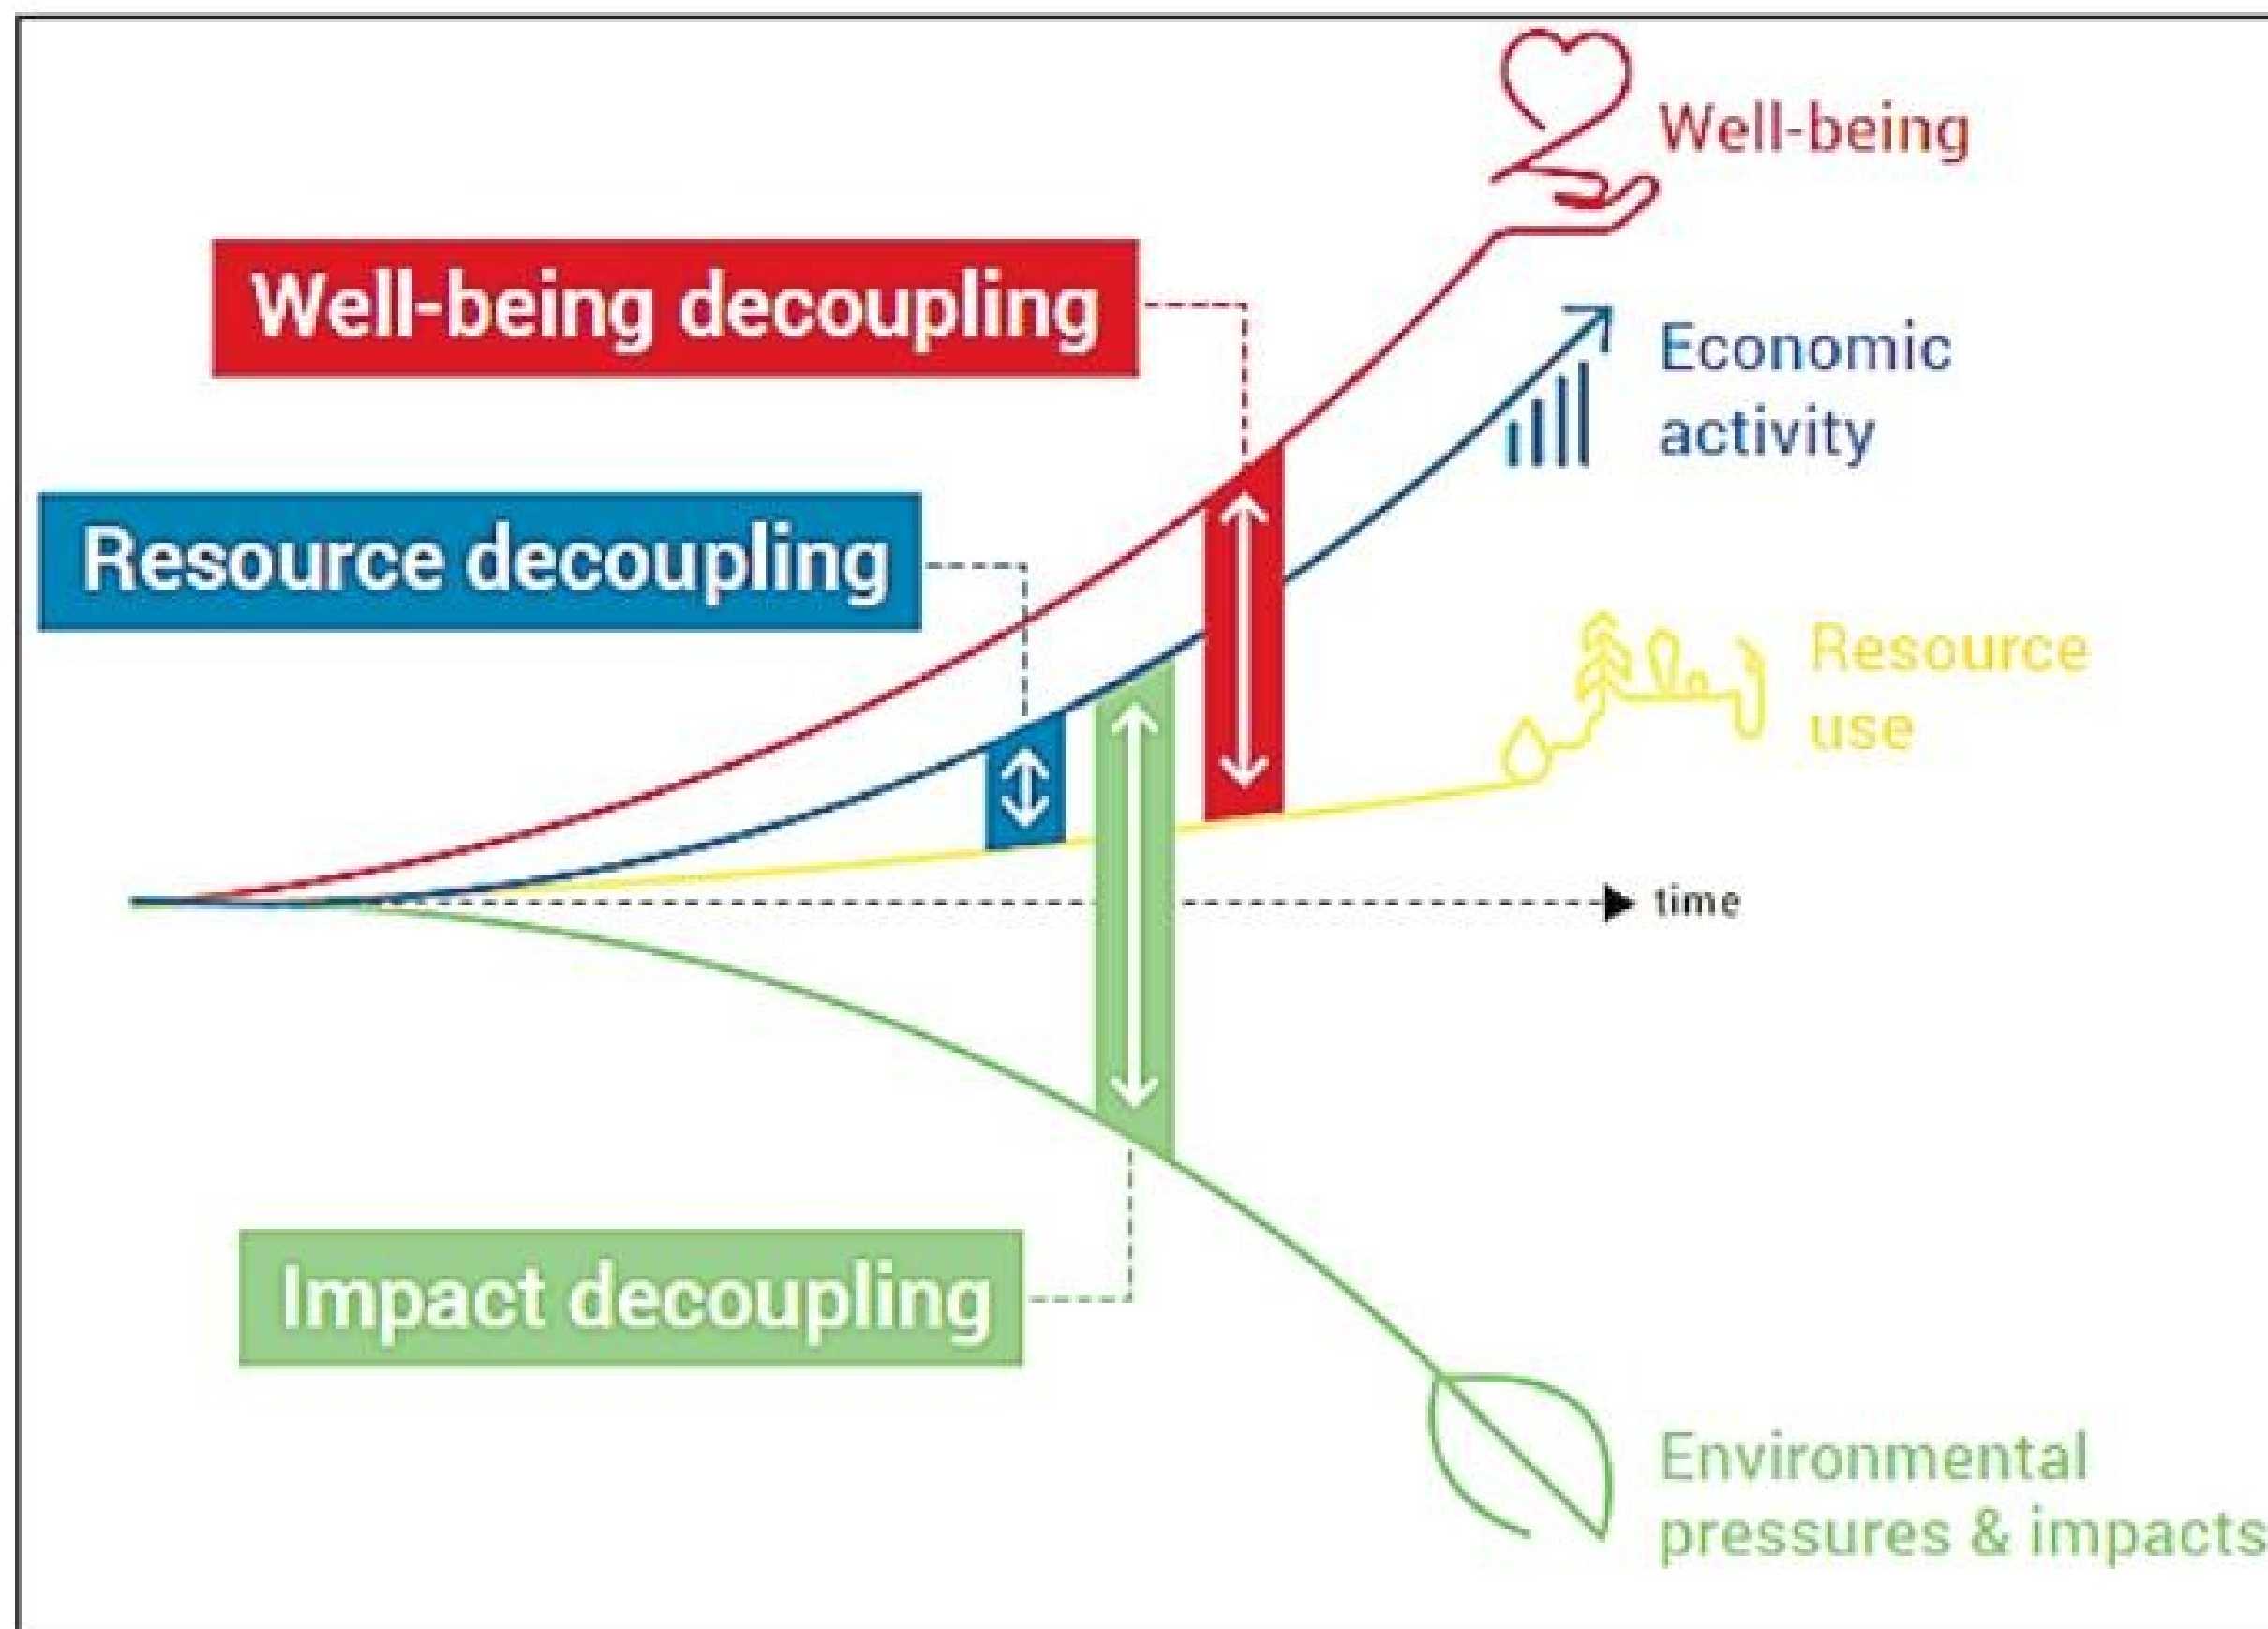 Well-being
Well-being decoupling
Economic
activity
Resource decoupling
Resource
use
time
Impact decoupling
Environmental
pressures & impacts